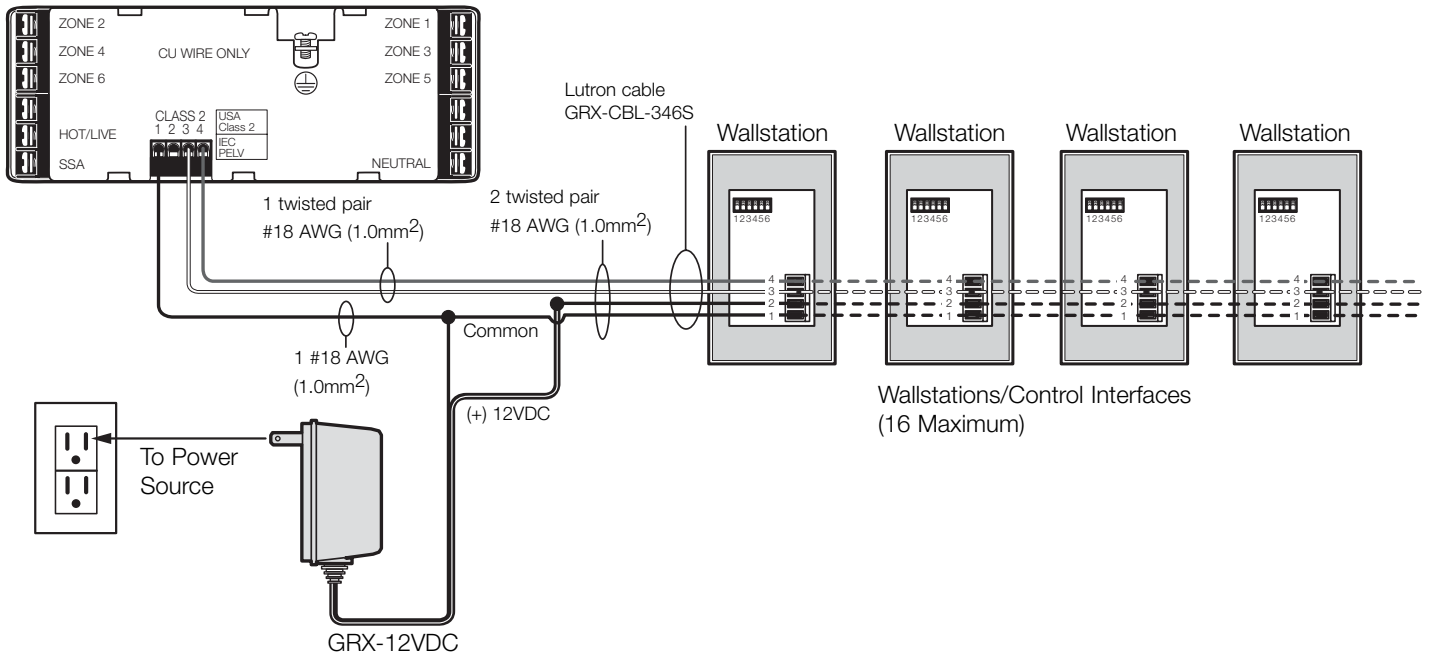 ZONE 2
ZONE 1
ZONE 4
CU WIRE ONLY
ZONE 3
ZONE 6
ZONE 5
CLASS 2
1 2 3 4
USA
Class 2
IEC
PELV
HOT/LIVE
SSA
NEUTRAL
Lutron cable
GRX-CBL-346S
Wallstation
Wallstation
Wallstation
Wallstation
123456
123456
123456
123456
1 twisted pair
#18 AWG (1.0mm2)
2 twisted pair
#18 AWG (1.0mm2)
4
3
2
1
4
3
2
1
4
3
2
1
4
3
2
1
Common
1 #18 AWG
(1.0mm2)
(+) 12VDC
Wallstations/Control Interfaces
(16 Maximum)
To Power
Source
GRX-12VDC